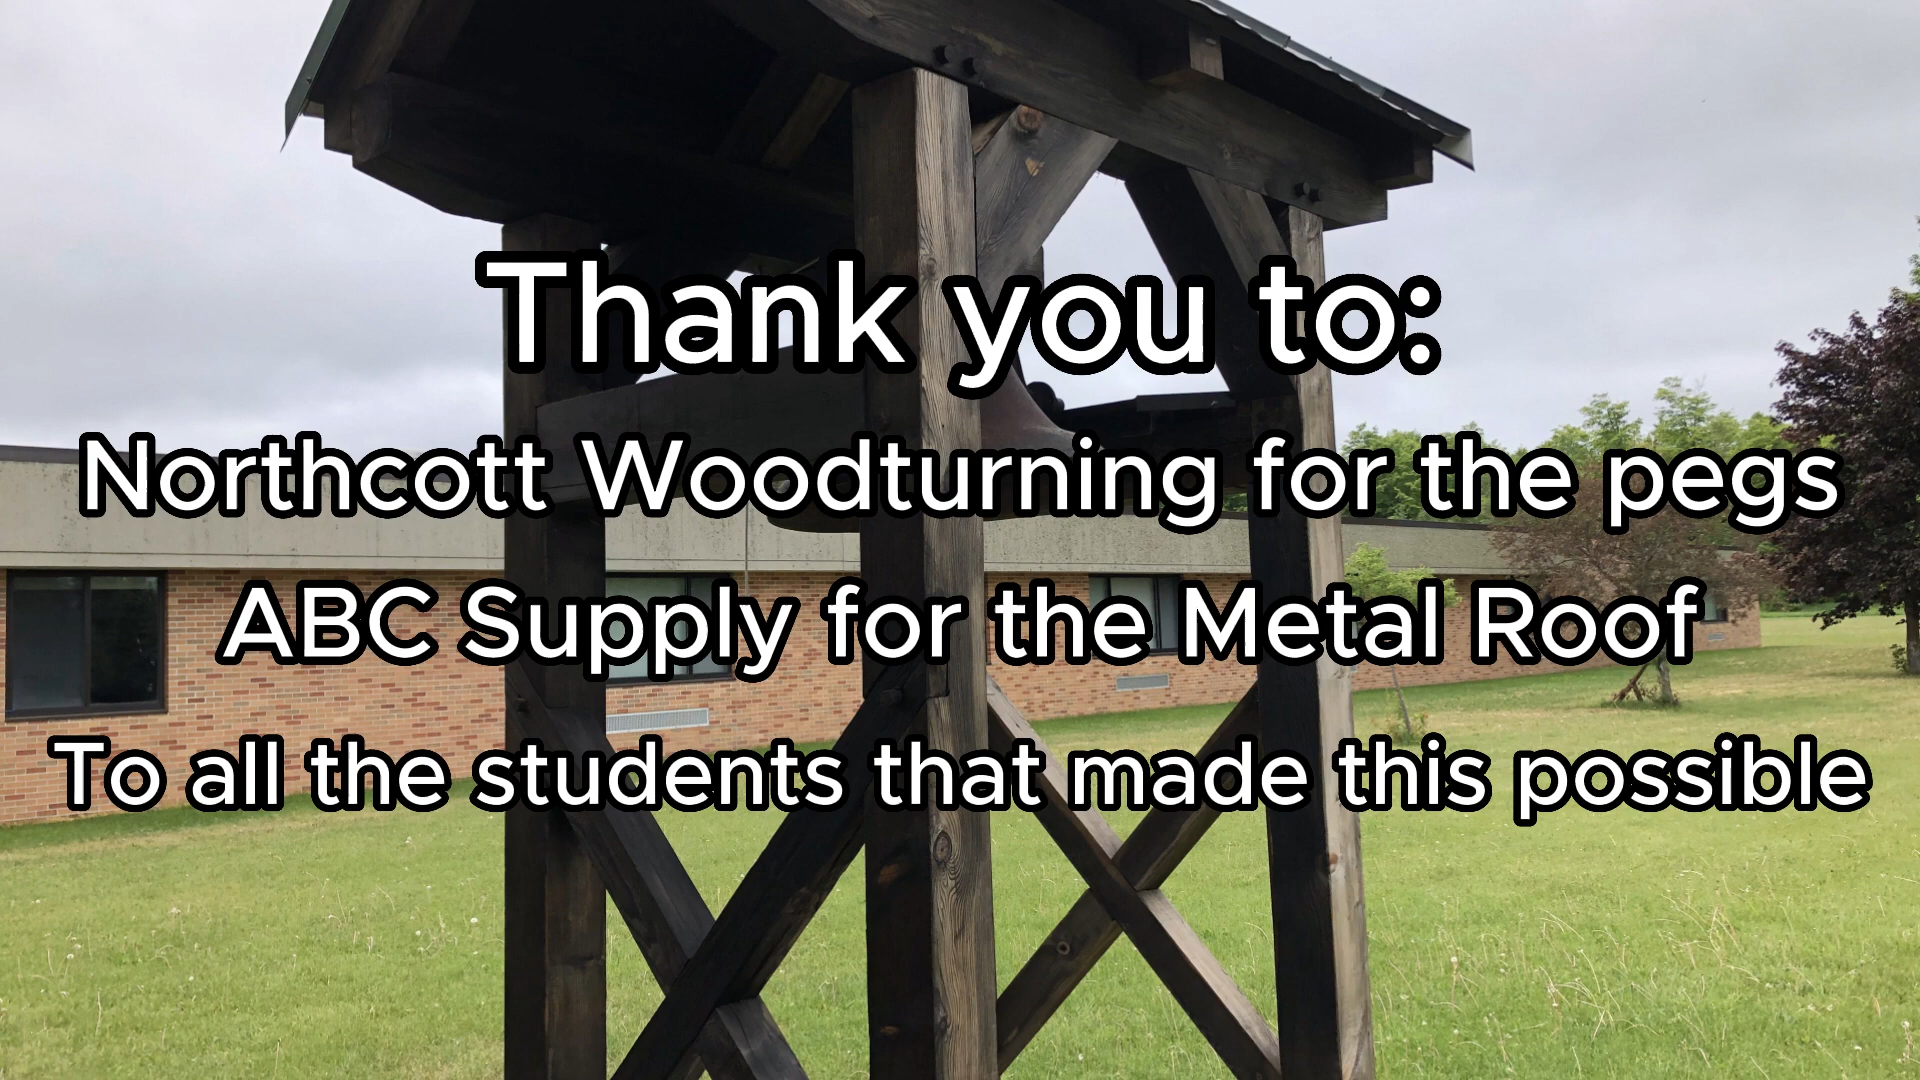 Thank you to:
Northcott Woodturning for the pegs
ABC Supply for the Metal Roof
To all the students that made this possible